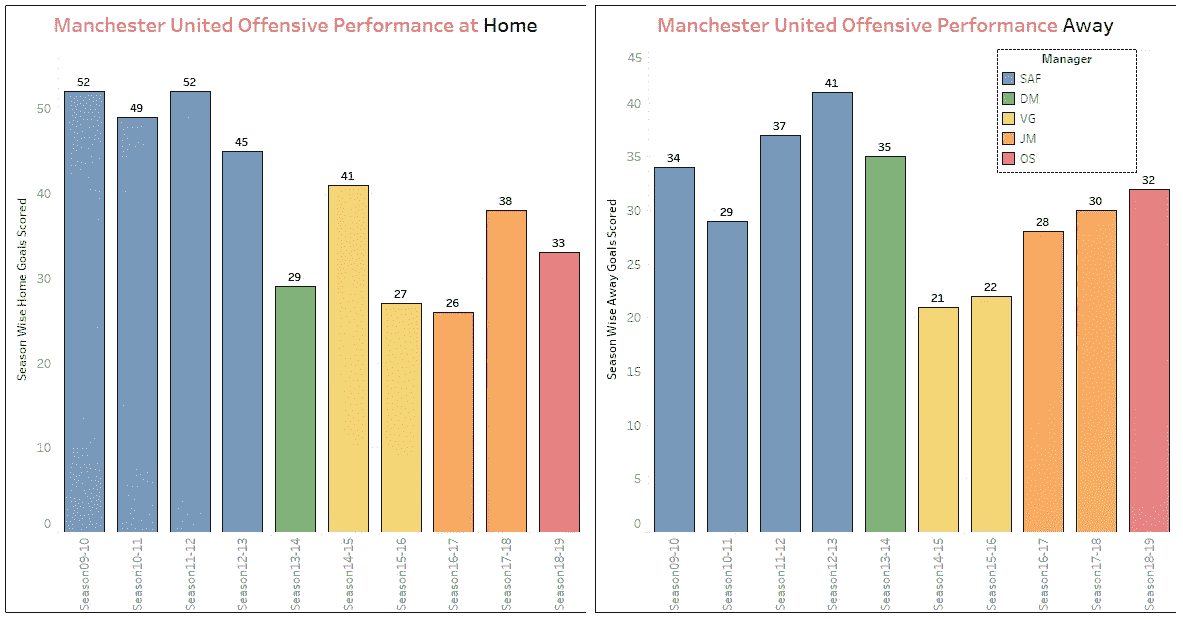 Manchester United Offensive Performance at Home
Season Wise Home Goals Scored
50
40
30
20
10
0
52
49
52
45
29
41
27
26
38
33
Season09-10
Season10-11
Season11-12
Season12-13
Season13-14
Season14-15
Season15-16
Season16-17
Season17-18
Season18-19
Manchester United Offensive Performance Away
Manager
SAF
DM
VG
JM
OS
Season Wise Away Goals Scored
45
40
35
30
25
20
15
10
5
0
34
29
37
41
35
21
22
28
30
32
Season09-10
Season10-11
Season11-12
Season12-13
Season13-14
Season14-15
Season15-16
Season16-17
Season17-18
Season18-19